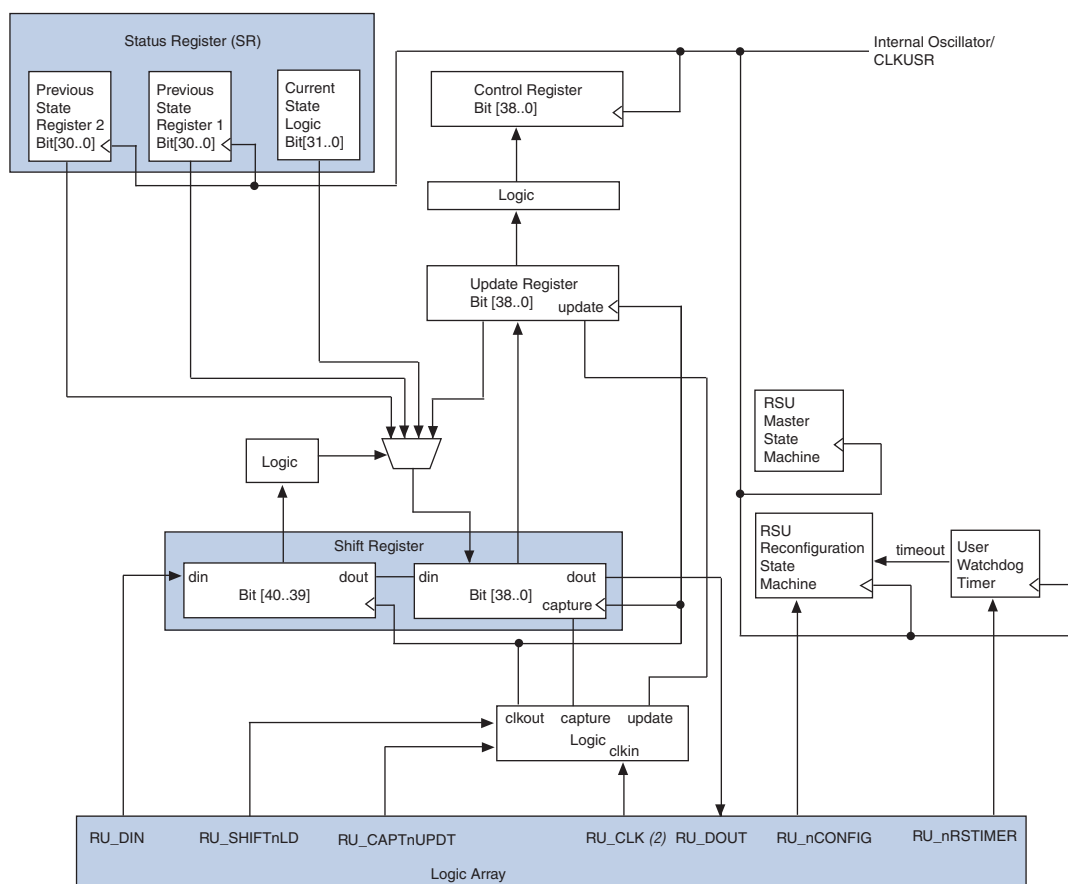 Status Register (SR)
Previous
State
Register 2
Bit[30..0]
Previous
State
Register 1
Bit[30..0]
Current
State
Logic
Bit[31..0]
Internal Oscillator/
CLKUSR
Control Register
Bit [38..0]
Logic
Update Register
Bit [38..0]
update
RSU
Master
State
Machine
Logic
Shift Register
din
dout
Bit [40..39]
din
dout
Bit [38..0]
capture
RSU
Reconfiguration
State
Machine
timeout
User
Watchdog
Timer
clkout capture update
Logic
clkin
RU_DIN RU_SHIFTnLD RU_CAPTnUPDT RU_CLK (2) RU_DOUT RU_nCONFIG RU_nRSTIMER
Logic Array